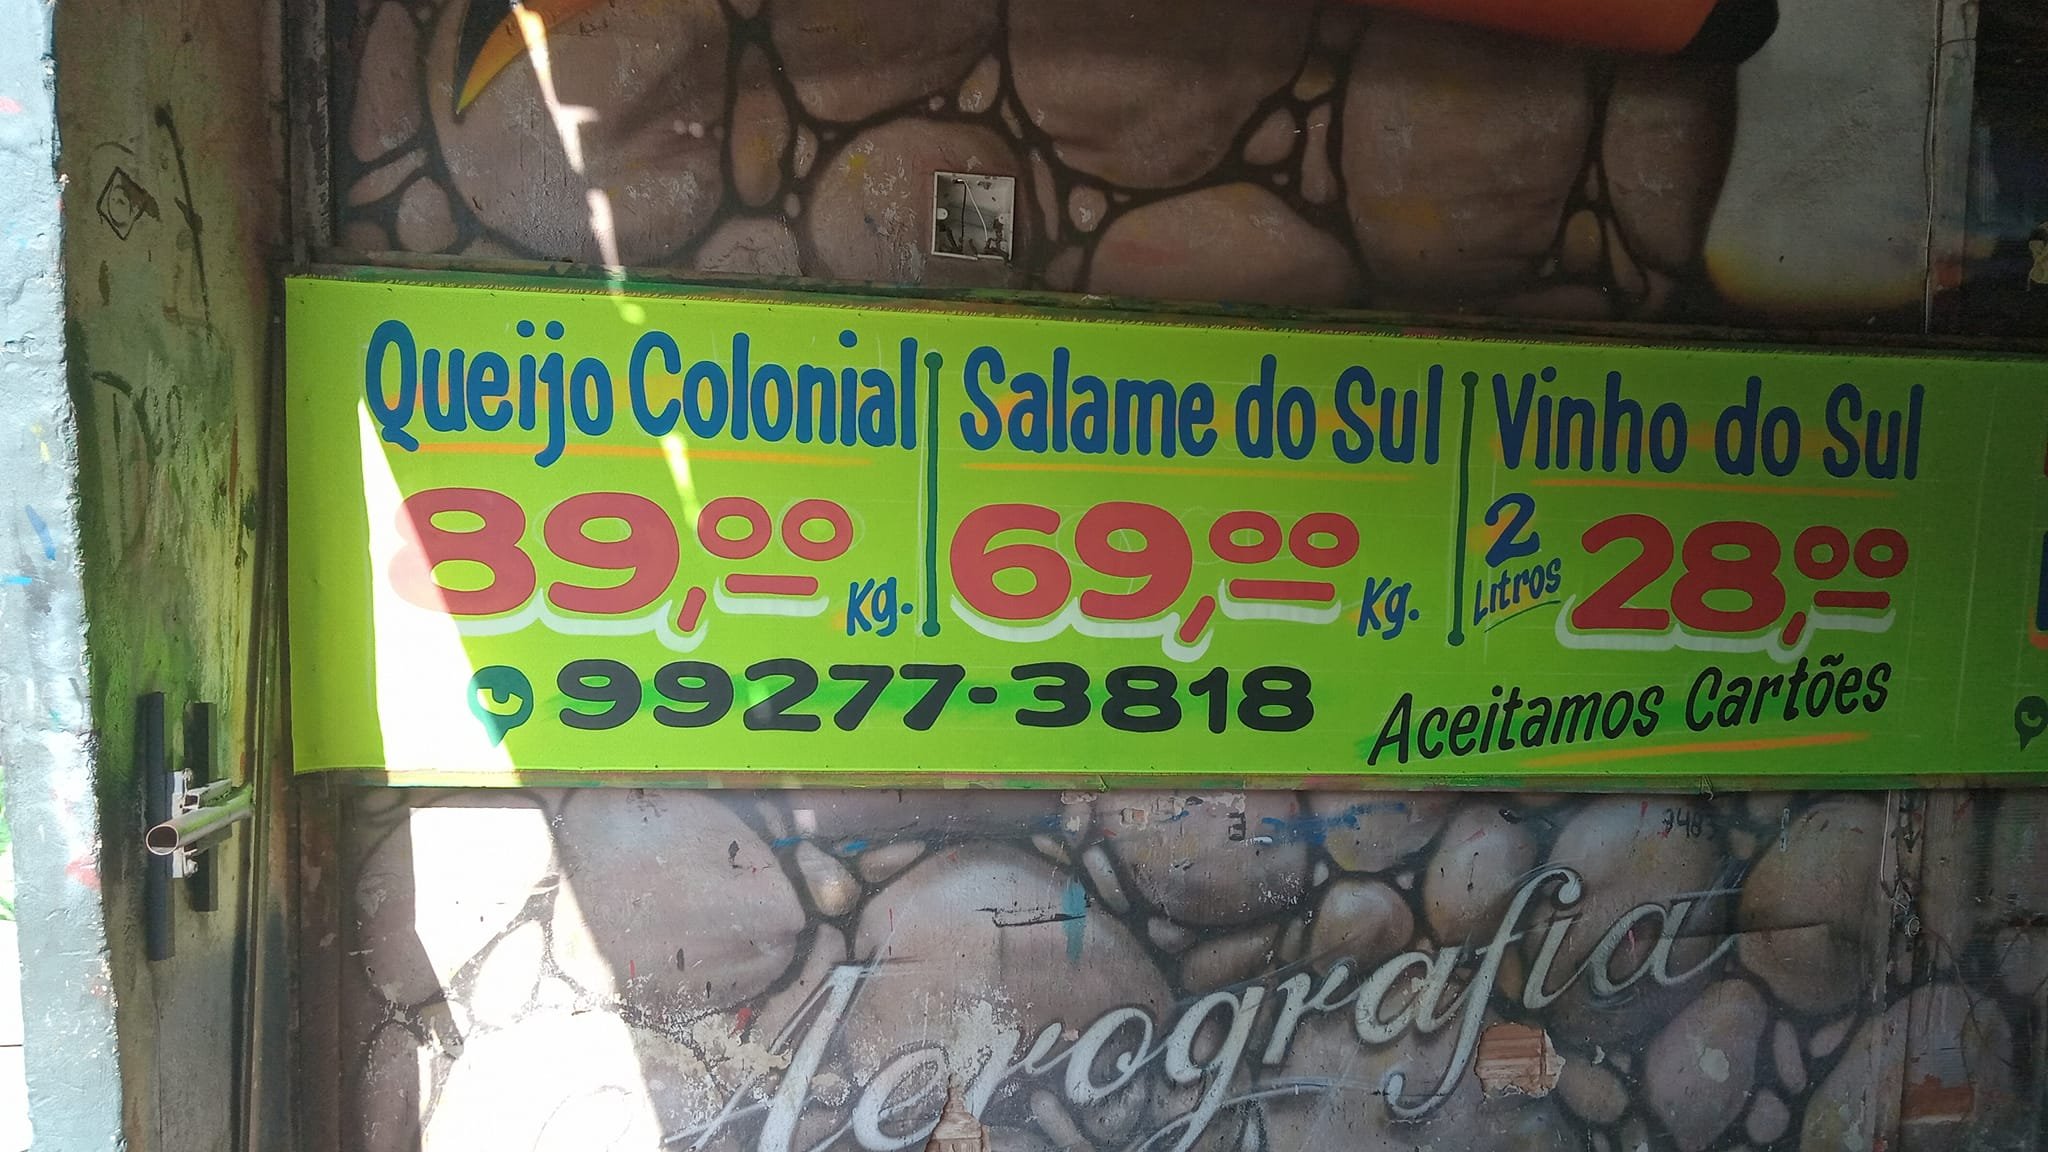 Queijo Colonial
89,00 Kg.
Salame do Sul
69,00 Kg.
Vinho do Sul
2 Litros 28,00
99277-3818
Aceitamos Cartões
Aerografia